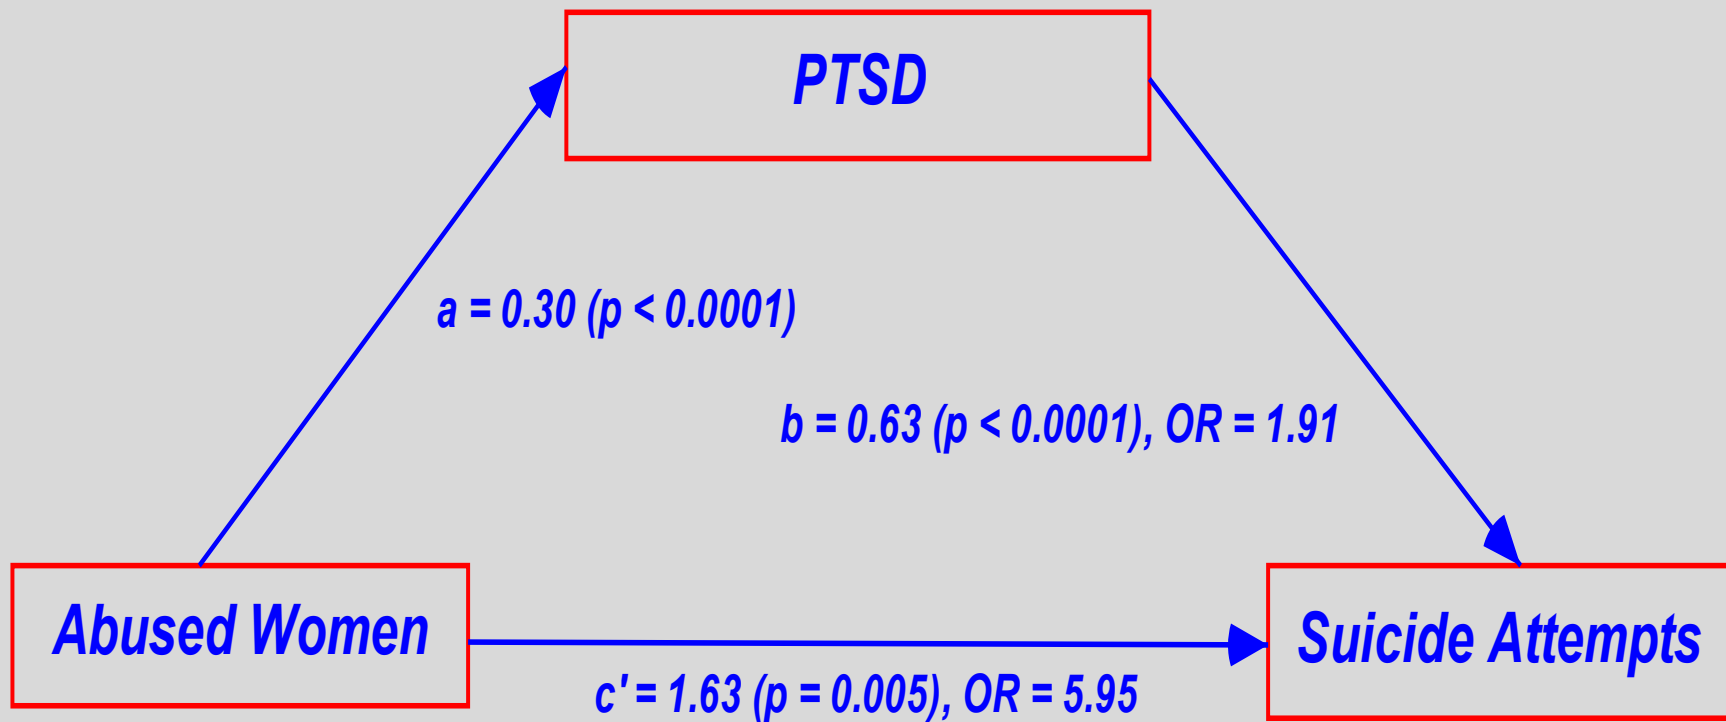 PTSD
a = 0.30 (p < 0.0001)
b = 0.63 (p < 0.0001), OR = 1.91
Abused Women
Suicide Attempts
c' = 1.63 (p = 0.005), OR = 5.95